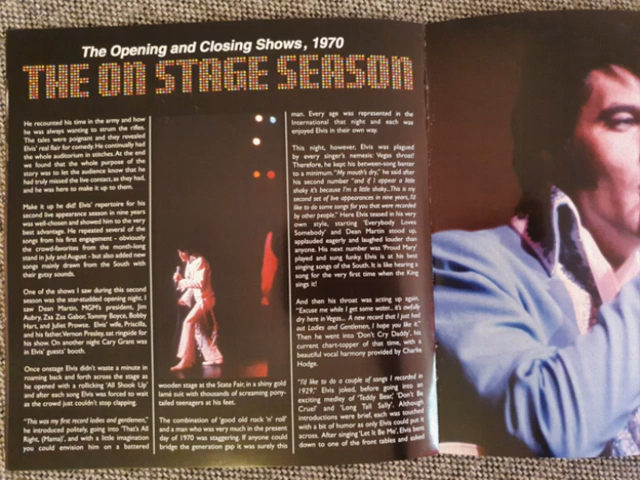 The Opening and Closing Shows, 1970
THE ON STAGE SEASON
He recounted his time in the army and how
he was always wanting to strum the rifles.
The tales were poignant and they revealed
Elvis' real flair for comedy. He continually had
the whole auditorium in stitches. At the end
we found that the whole purpose of the
story was to let the audience know that he
had truly missed the live contact, as they had,
and he was here to make it up to them.
Make it up he did! Elvis' repertoire for his
second live appearance season in nine years
was well-chosen and showed him to the very
best advantage. He repeated several of the
songs from his first engagement - obviously
the crowd-favorites from the month-long
stand in July and August - but also added new
songs mainly drawn from the South with
their gutsy sounds.
One of the shows I saw during this second
season was the star-studded opening night. I
saw Dean Martin, MGM's president, Jim
Aubry, Zsa Zsa Gabor, Tommy Boyce, Bobby
Hart, and Juliet Prowse. Elvis' wife, Priscilla,
and his father, Vernon Presley, sat ringside for
his show. On another night Cary Grant was
in Elvis' guests' booth.
Once onstage Elvis didn't waste a minute in
roaring back and forth across the stage as
he opened with a rollicking 'All Shook Up'
and after each song Elvis was forced to wait
as the crowd just couldn't stop clapping.
"This was my first record ladies and gentlemen,"
he introduced politely, going into 'That's All
Right, (Mama)', and with a little imagination
you could envision him on a battered
wooden stage at the State Fair, in a shiny gold
lamé suit with thousands of screaming pony-
tailed teenagers at his feet.
The combination of 'good old rock 'n' roll'
and a man who was very much in the present
day of 1970 was staggering. If anyone could
bridge the generation gap it was surely this
man. Every age was represented in the
International that night and each was
enjoyed Elvis in their own way.
This night, however, Elvis was plagued
by every singer's nemesis: Vegas throat!
Therefore, he kept his between-song banter
to a minimum. "My mouth's dry," he said after
his second number "and if I appear a little
shaky it's because I'm a little shaky...This is my
second set of live appearances in nine years, I'd
like to do some songs for you that were recorded
by other people." Here Elvis teased in his very
own style, starting 'Everybody Loves
Somebody' and Dean Martin stood up,
applauded eagerly and laughed louder than
anyone. His next number was 'Proud Mary'
played and sung funky. Elvis is at his best
singing songs of the South. It is like hearing a
song for the very first time when the King
sings it!
And then his throat was acting up again.
"Excuse me while I get some water. It's awfully
dry here in Vegas... A new record that I just had
out Ladies and Gentlemen, I hope you like it."
Then he went into 'Don't Cry Daddy', his
current chart-topper of that time, with a
beautiful vocal harmony provided by Charlie
Hodge.
"I'd like to do a couple of songs I recorded in
1929," Elvis joked, before going into an
exciting medley of 'Teddy Bear,' 'Don't Be
Cruel' and 'Long Tall Sally'. Although
introductions were brief, each was touched
with a bit of humor as only Elvis could put it
across. After singing 'Let It Be Me', Elvis bent
down to one of the front tables and asked